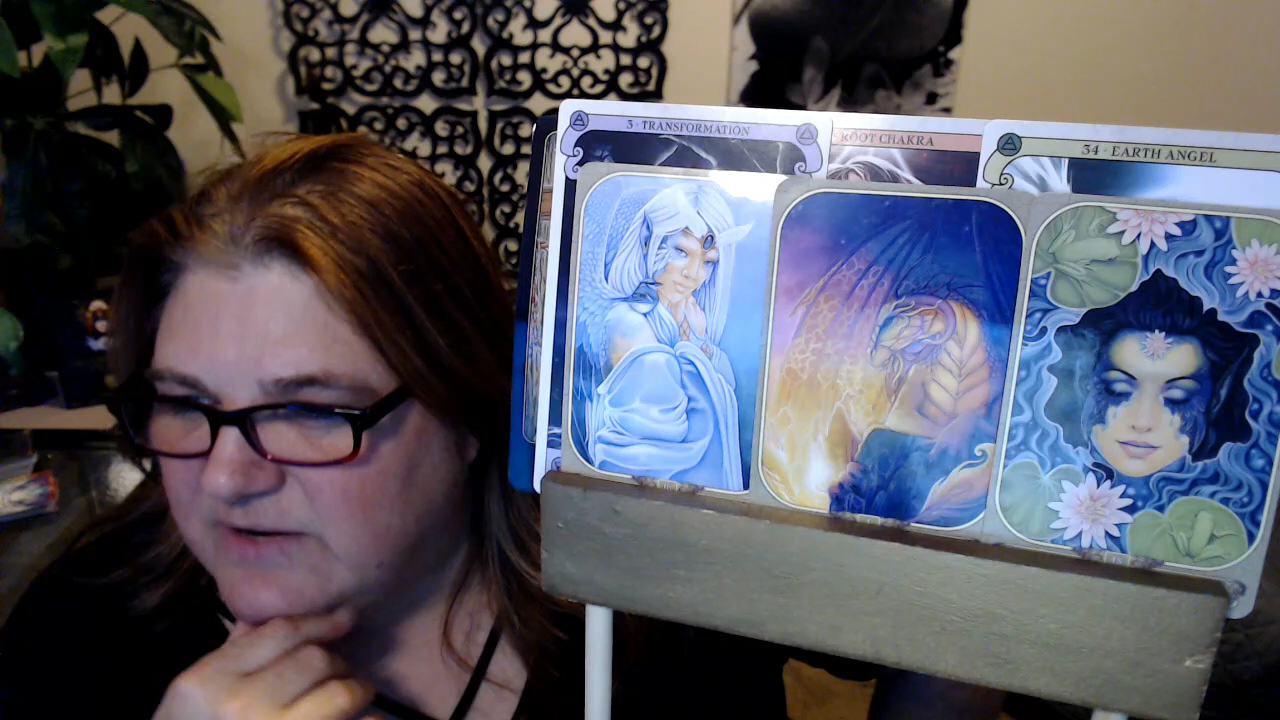 3 · TRANSFORMATION
ROOT CHAKRA
34 · EARTH ANGEL